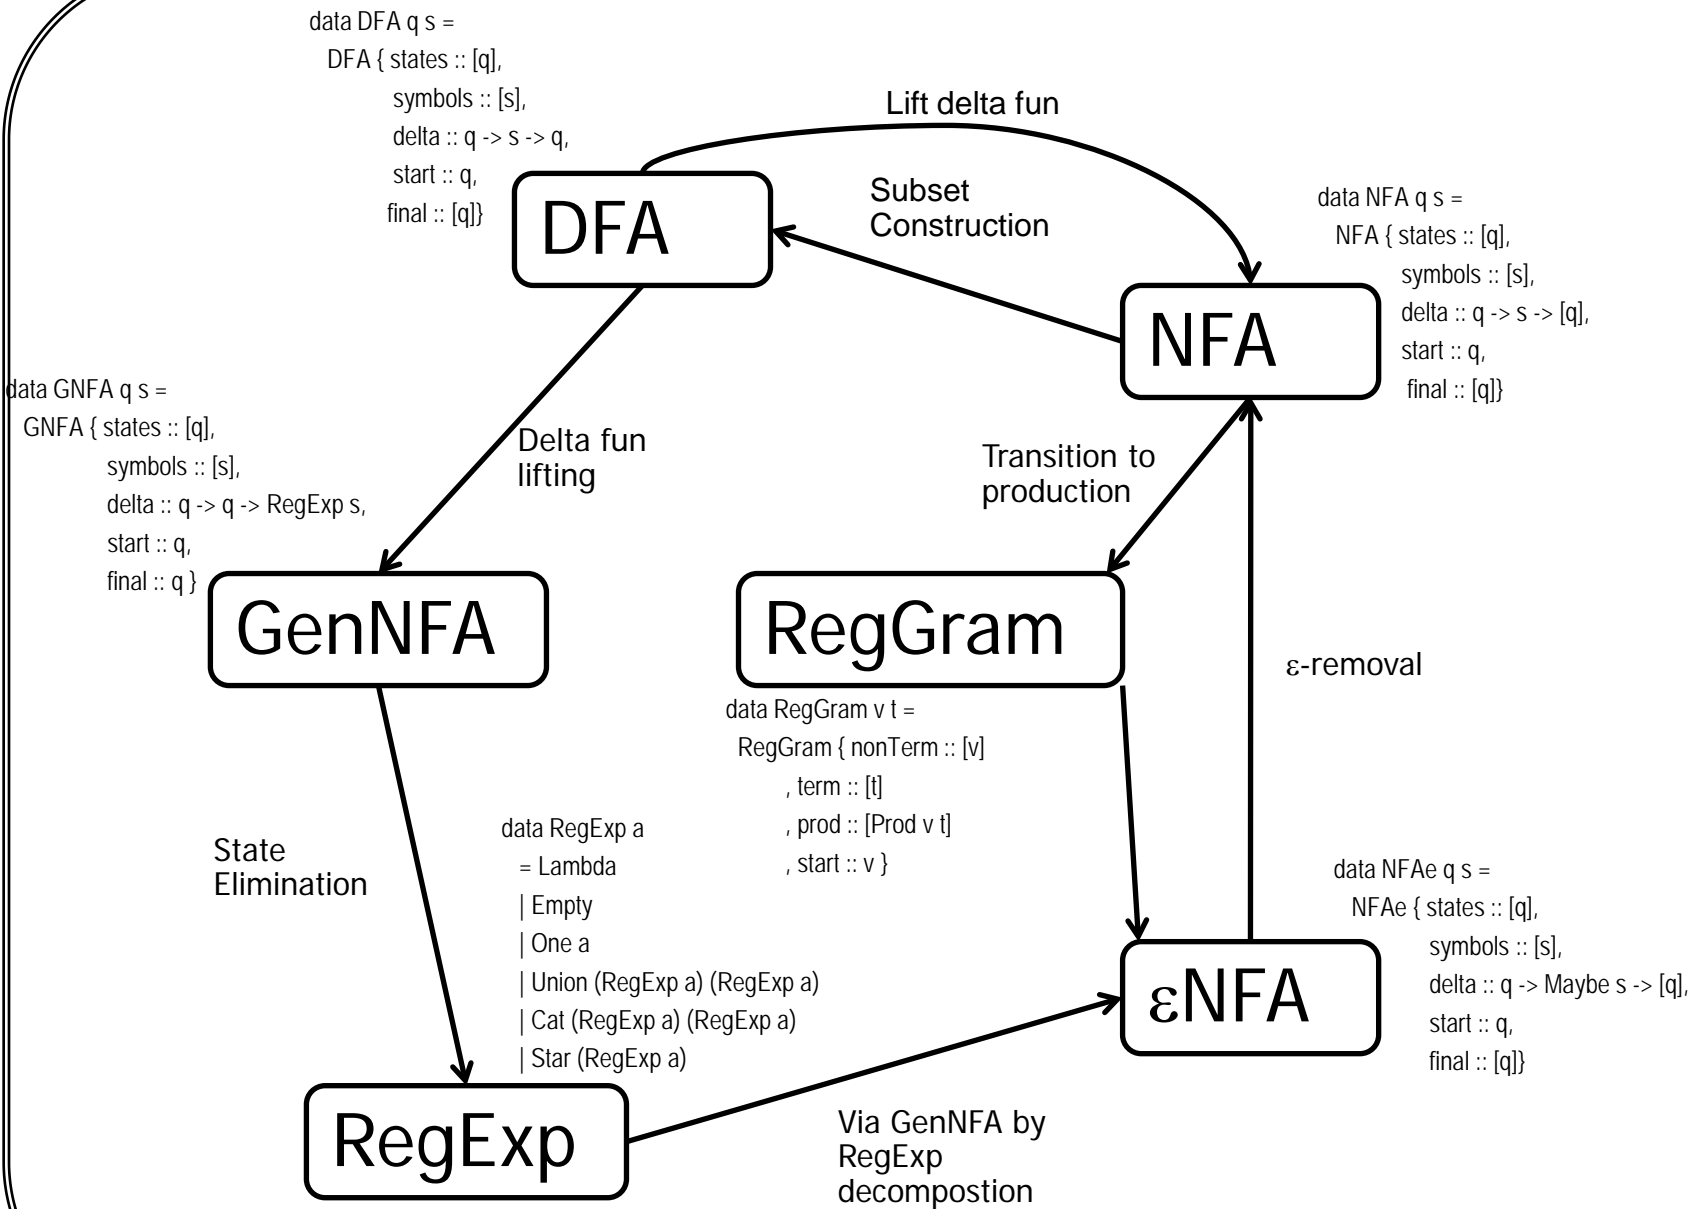 data DFA q s =
DFA { states :: [q],
symbols :: [s],
delta :: q -> s -> q,
start :: q,
final :: [q]}
DFA
Lift delta fun
Subset
Construction
data NFA q s =
NFA { states :: [q],
symbols :: [s],
delta :: q -> s -> [q],
start :: q,
final :: [q]}
NFA
data GNFA q s =
GNFA { states :: [q],
symbols :: [s],
delta :: q -> q -> RegExp s,
start :: q,
final :: q }
Delta fun
lifting
Transition to
production
GenNFA
RegGram
ε-removal
data RegGram v t =
RegGram { nonTerm :: [v]
, term :: [t]
, prod :: [Prod v t]
, start :: v }
State
Elimination
data RegExp a
= Lambda
| Empty
| One a
| Union (RegExp a) (RegExp a)
| Cat (RegExp a) (RegExp a)
| Star (RegExp a)
data NFAe q s =
NFAe { states :: [q],
symbols :: [s],
delta :: q -> Maybe s -> [q],
start :: q,
final :: [q]}
εNFA
RegExp
Via GenNFA by
RegExp
decompostion